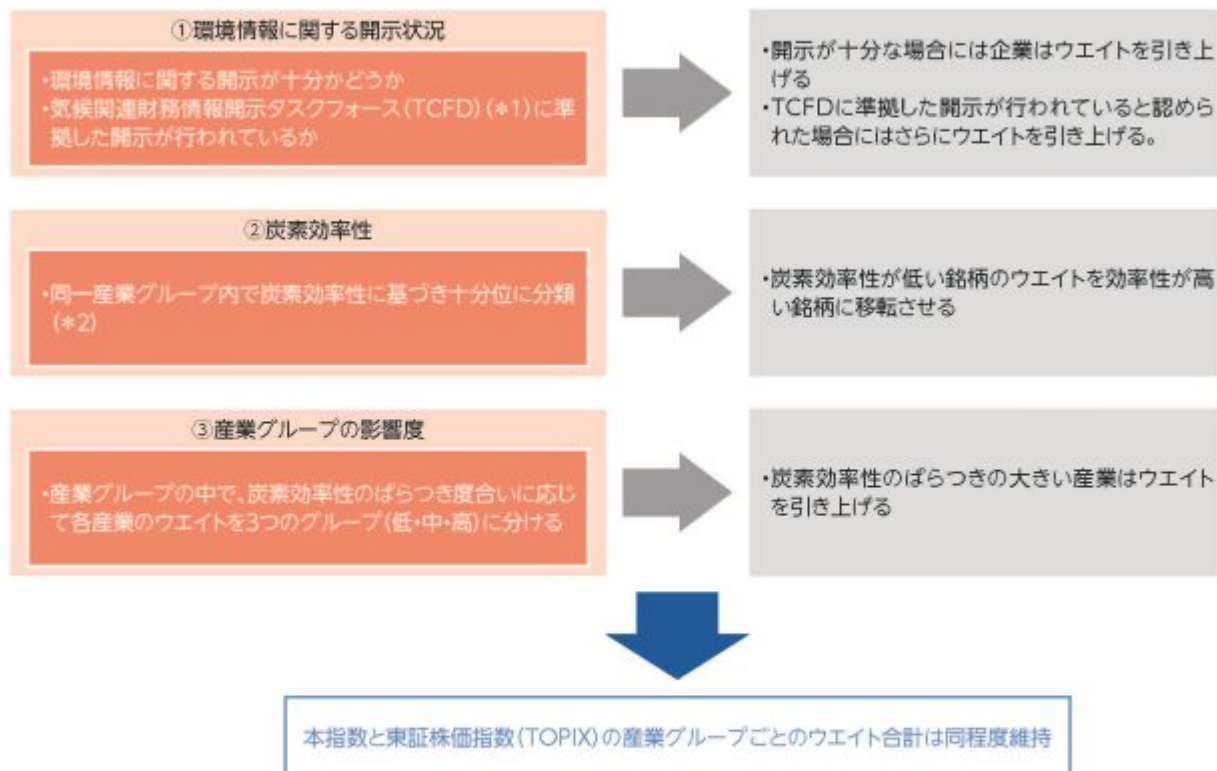 ①環境情報に関する開示状況
・環境情報に関する開示が十分かどうか
・気候関連財務情報開示タスクフォース(TCFD)(*1)に準
拠した開示が行われているか
・開示が十分な場合には企業はウエイトを引き上
げる
・TCFDに準拠した開示が行われていると認めら
れた場合にはさらにウエイトを引き上げる。
②炭素効率性
・同一産業グループ内で炭素効率性に基づき十分位に分類
(*2)
・炭素効率性が低い銘柄のウエイトを効率性が高
い銘柄に移転させる
③産業グループの影響度
・産業グループの中で、炭素効率性のばらつき度合いに応じ
て各産業のウエイトを3つのグループ(低・中・高)に分ける
・炭素効率性のばらつきの大きい産業はウエイト
を引き上げる
本指数と東証株価指数(TOPIX)の産業グループごとのウエイト合計は同程度維持